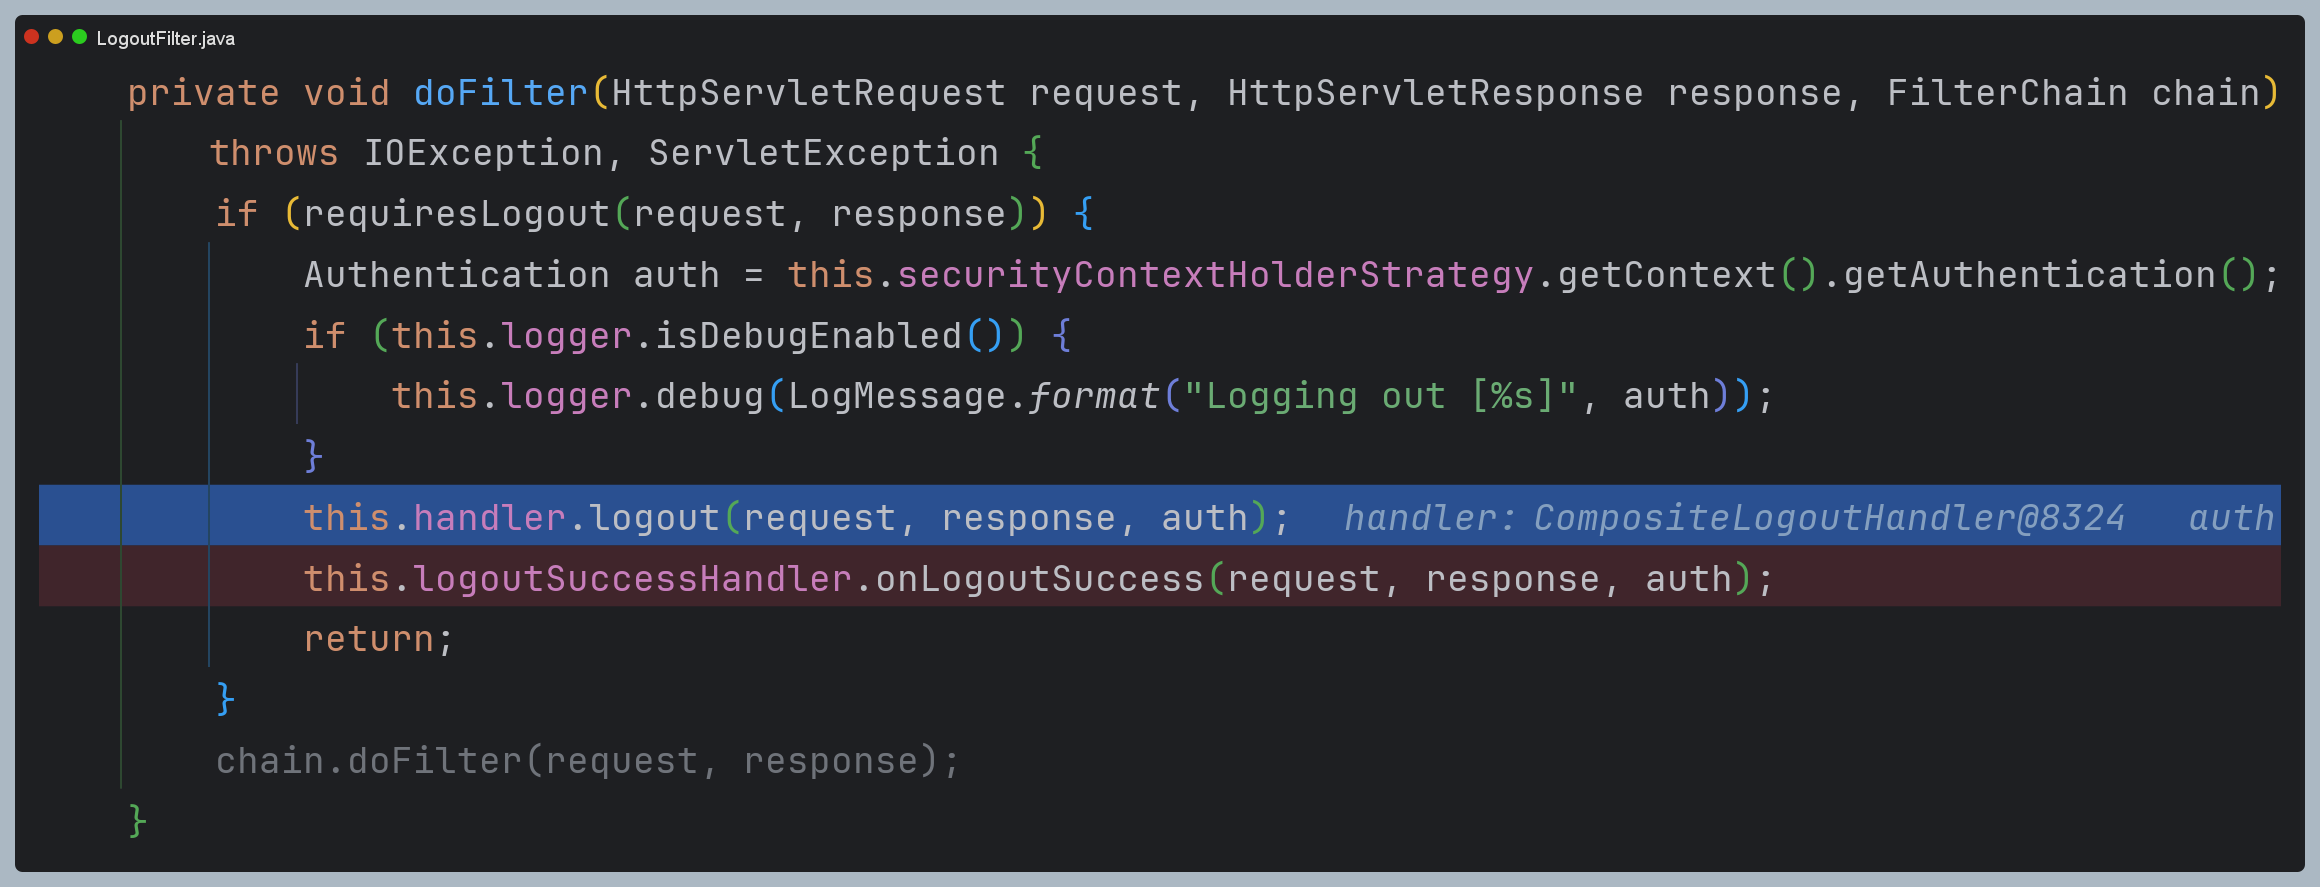 LogoutFilter.java
private void doFilter(HttpServletRequest request, HttpServletResponse response, FilterChain chain)
throws IOException, ServletException {
if (requiresLogout(request, response)) {
Authentication auth = this.securityContextHolderStrategy.getContext().getAuthentication();
if (this.logger.isDebugEnabled()) {
this.logger.debug(LogMessage.format("Logging out [%s]", auth));
}
this.handler.logout(request, response, auth); handler: CompositeLogoutHandler@8324 auth
this.logoutSuccessHandler.onLogoutSuccess(request, response, auth);
return;
}
chain.doFilter(request, response);
}